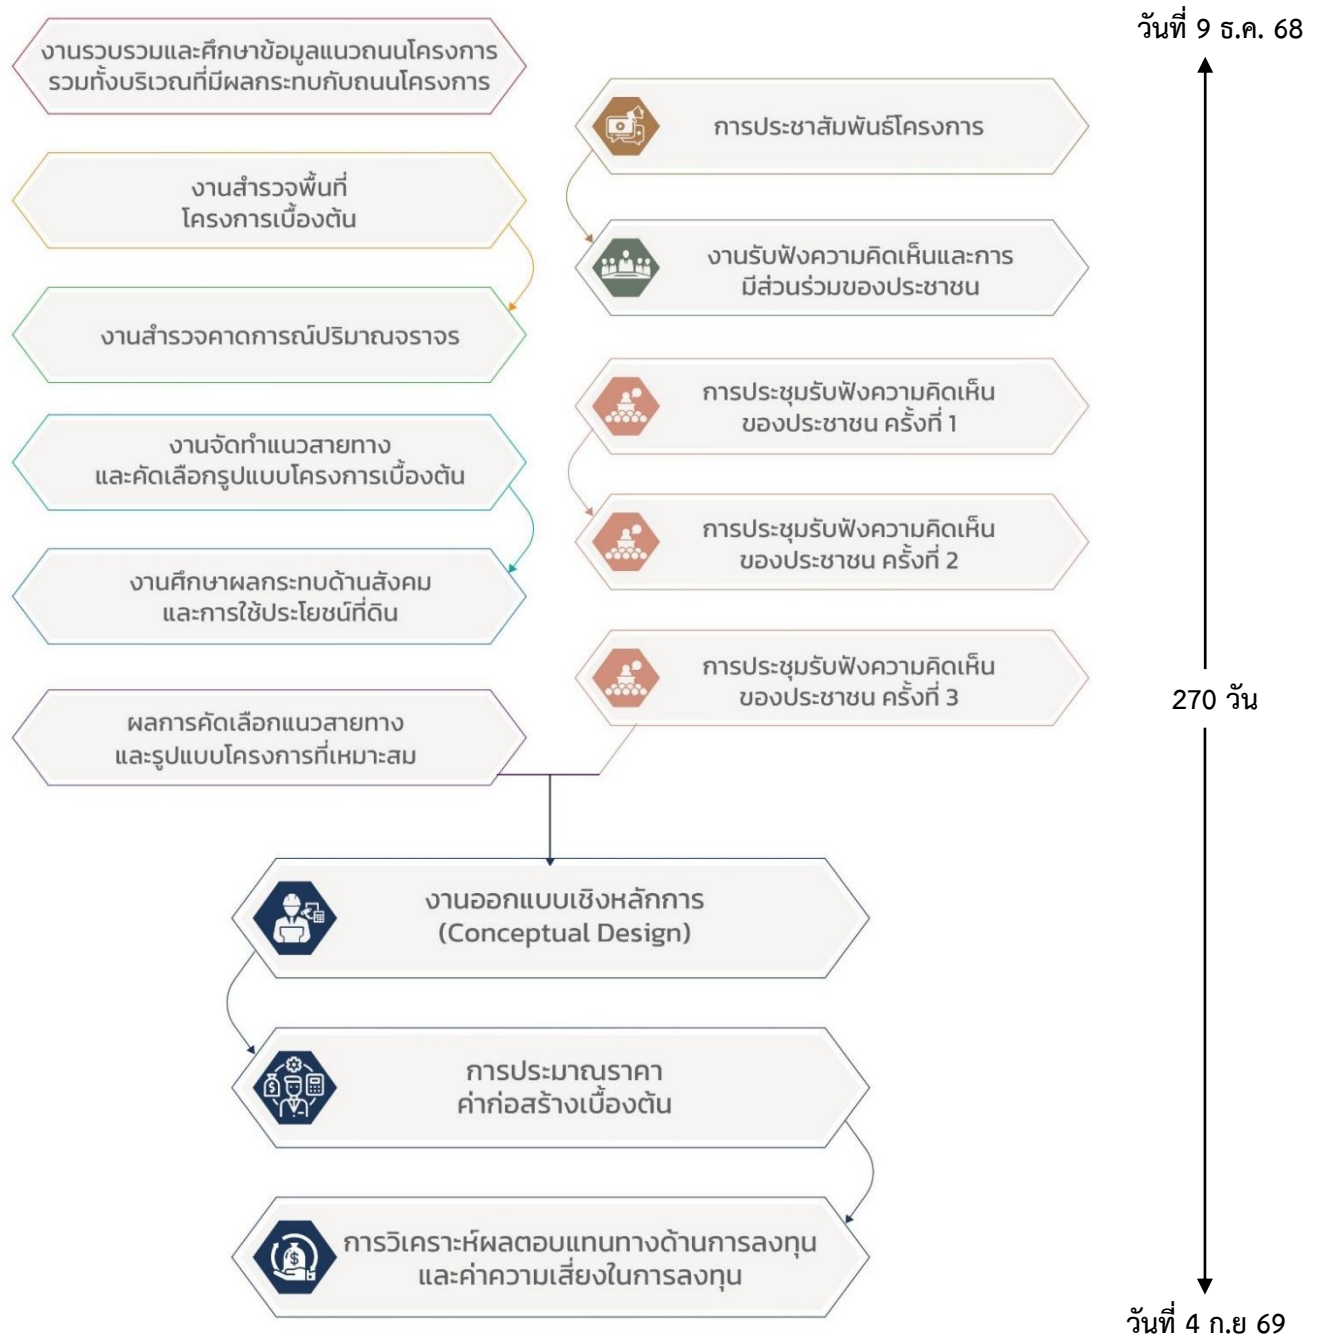 วันที่ 9 ธ.ค. 68
งานรวบรวมและศึกษาข้อมูลแนวถนนโครงการ
รวมทั้งบริเวณที่มีผลกระทบกับถนนโครงการ
งานสำรวจพื้นที่
โครงการเบื้องต้น
งานสำรวจคาดการณ์ปริมาณจราจร
งานจัดทำแนวสายทาง
และคัดเลือกรูปแบบโครงการเบื้องต้น
งานศึกษาผลกระทบด้านสังคม
และการใช้ประโยชน์ที่ดิน
ผลการคัดเลือกแนวสายทาง
และรูปแบบโครงการที่เหมาะสม
การประชาสัมพันธ์โครงการ
งานรับฟังความคิดเห็นและการ
มีส่วนร่วมของประชาชน
การประชุมรับฟังความคิดเห็น
ของประชาชน ครั้งที่ 1
การประชุมรับฟังความคิดเห็น
ของประชาชน ครั้งที่ 2
การประชุมรับฟังความคิดเห็น
ของประชาชน ครั้งที่ 3
270 วัน
งานออกแบบเชิงหลักการ
(Conceptual Design)
การประมาณราคา
ค่าก่อสร้างเบื้องต้น
การวิเคราะห์ผลตอบแทนทางด้านการลงทุน
และค่าความเสี่ยงในการลงทุน
วันที่ 4 ก.ย 69